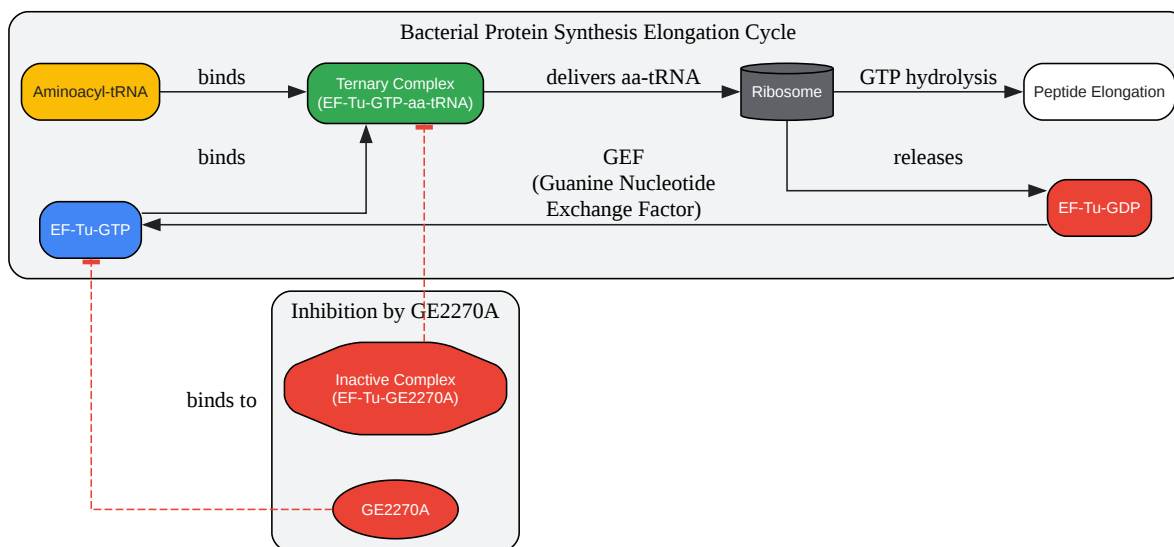 Bacterial Protein Synthesis Elongation Cycle
binds
delivers aa-tRNA
GTP hydrolysis
Aminoacyl-tRNA
Ternary Complex
(EF-Tu-GTP-aa-tRNA)
Ribosome
Peptide Elongation
binds
GEF
(Guanine Nucleotide
Exchange Factor)
releases
EF-Tu-GTP
EF-Tu-GDP
Inhibition by GE2270A
Inactive Complex
(EF-Tu-GE2270A)
binds to
GE2270A